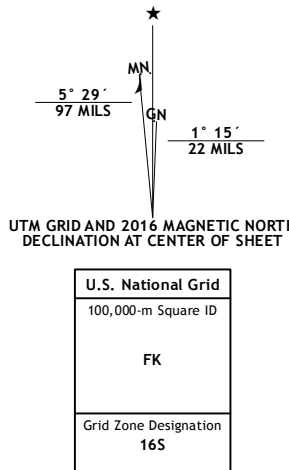 MN
5° 29´
97 MILS
GN
1° 15´
22 MILS
UTM GRID AND 2016 MAGNETIC NORTH
DECLINATION AT CENTER OF SHEET
U.S. National Grid
100,000-m Square ID
FK
Grid Zone Designation
16S